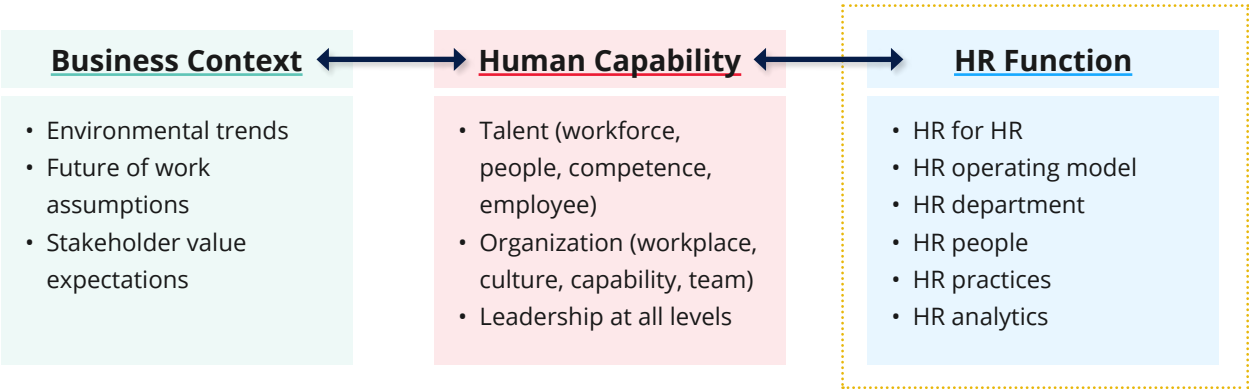 Business Context
• Environmental trends
• Future of work
assumptions
• Stakeholder value
expectations
Human Capability
• Talent (workforce,
people, competence,
employee)
• Organization (workplace,
culture, capability, team)
• Leadership at all levels
HR Function
• HR for HR
• HR operating model
• HR department
• HR people
• HR practices
• HR analytics